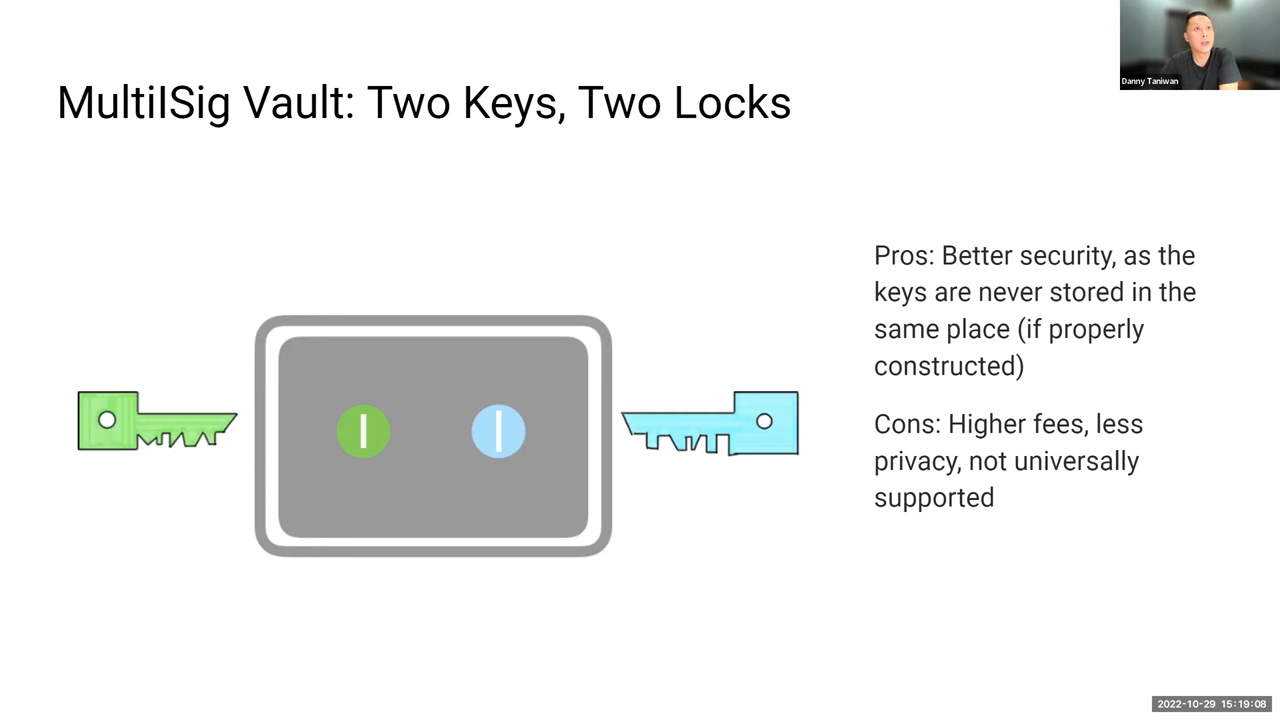 Danny Taniwan
MultiISig Vault: Two Keys, Two Locks
Pros: Better security, as the
keys are never stored in the
same place (if properly
constructed)
Cons: Higher fees, less
privacy, not universally
supported
2022-10-29 15:19:08